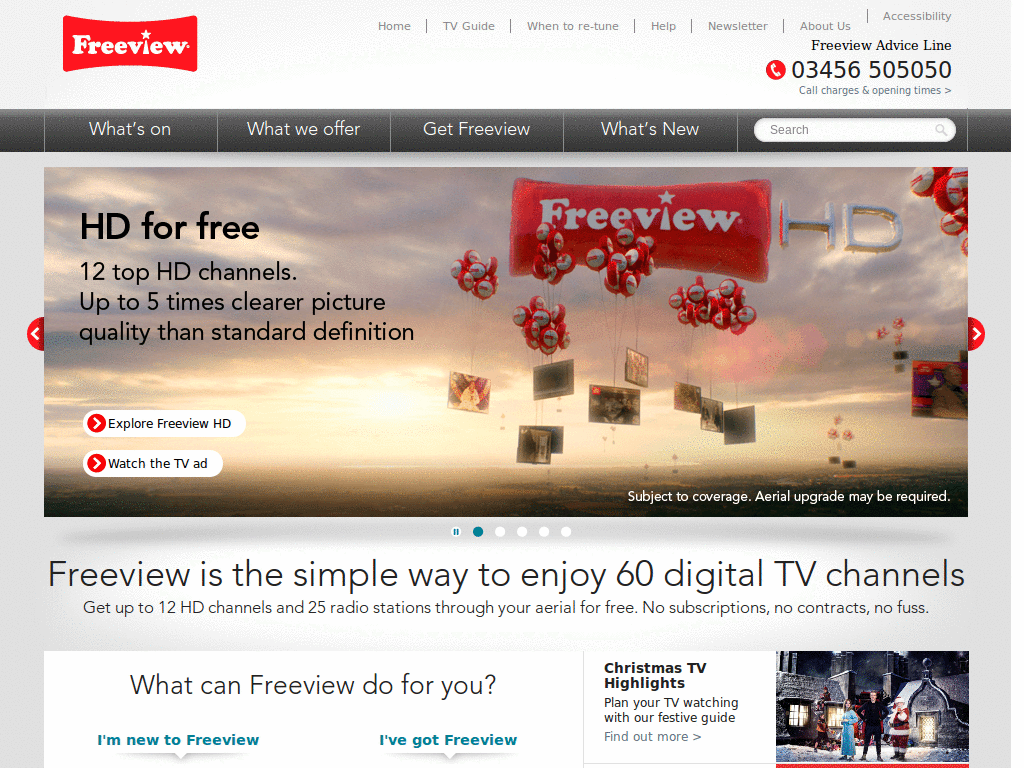 Freeview
Home
TV Guide
When to re-tune
Help
Newsletter
About Us
Accessibility
Freeview Advice Line
03456 505050
Call charges & opening times >
What's on
What we offer
Get Freeview
What's New
Search
HD for free
12 top HD channels.
Up to 5 times clearer picture
quality than standard definition
Freeview HD
Explore Freeview HD
Watch the TV ad
Subject to coverage. Aerial upgrade may be required.
Freeview is the simple way to enjoy 60 digital TV channels
Get up to 12 HD channels and 25 radio stations through your aerial for free. No subscriptions, no contracts, no fuss.
What can Freeview do for you?
I'm new to Freeview
I've got Freeview
Christmas TV
Highlights
Plan your TV watching
with our festive guide
Find out more >